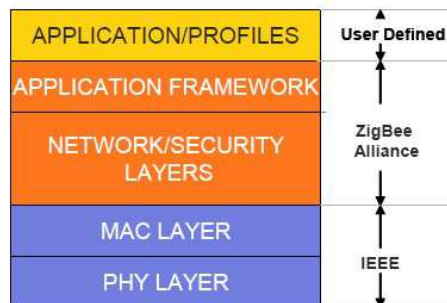 APPLICATION/PROFILES
User Defined
APPLICATION FRAMEWORK
NETWORK/SECURITY
LAYERS
ZigBee
Alliance
MAC LAYER
PHY LAYER
IEEE